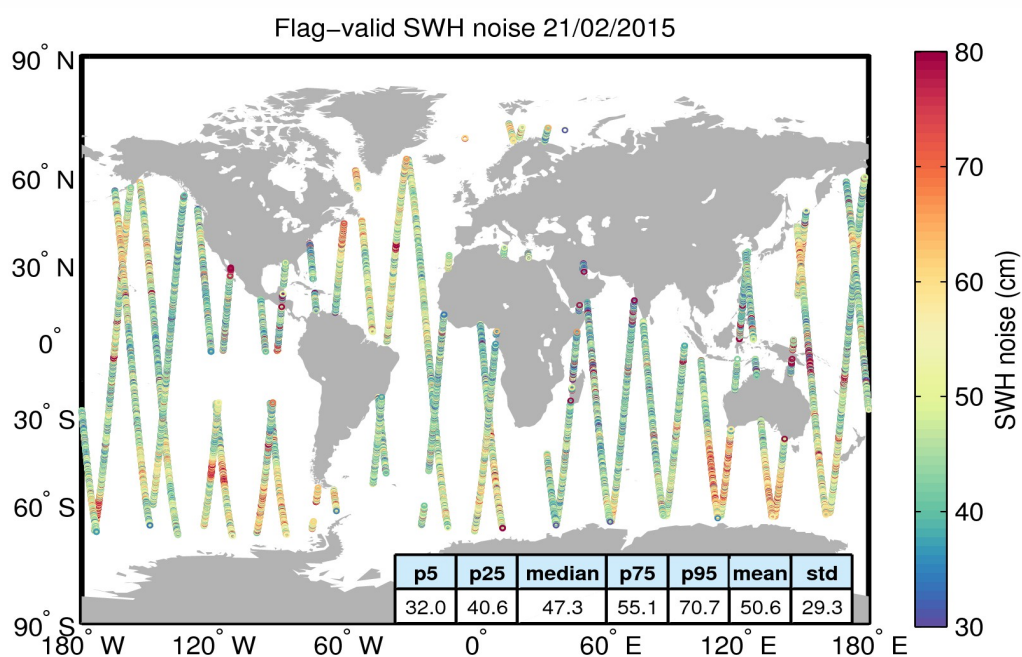 Flag−valid SWH noise 21/02/2015
90° N
60° N
30° N
0°
30° S
60° S
90° S
180° W
120° W
60° W
0°
60° E
120° E
180° E
p5 p25 median p75 p95 mean std
32.0 40.6 47.3 55.1 70.7 50.6 29.3
80
70
60
50
40
30
SWH noise (cm)